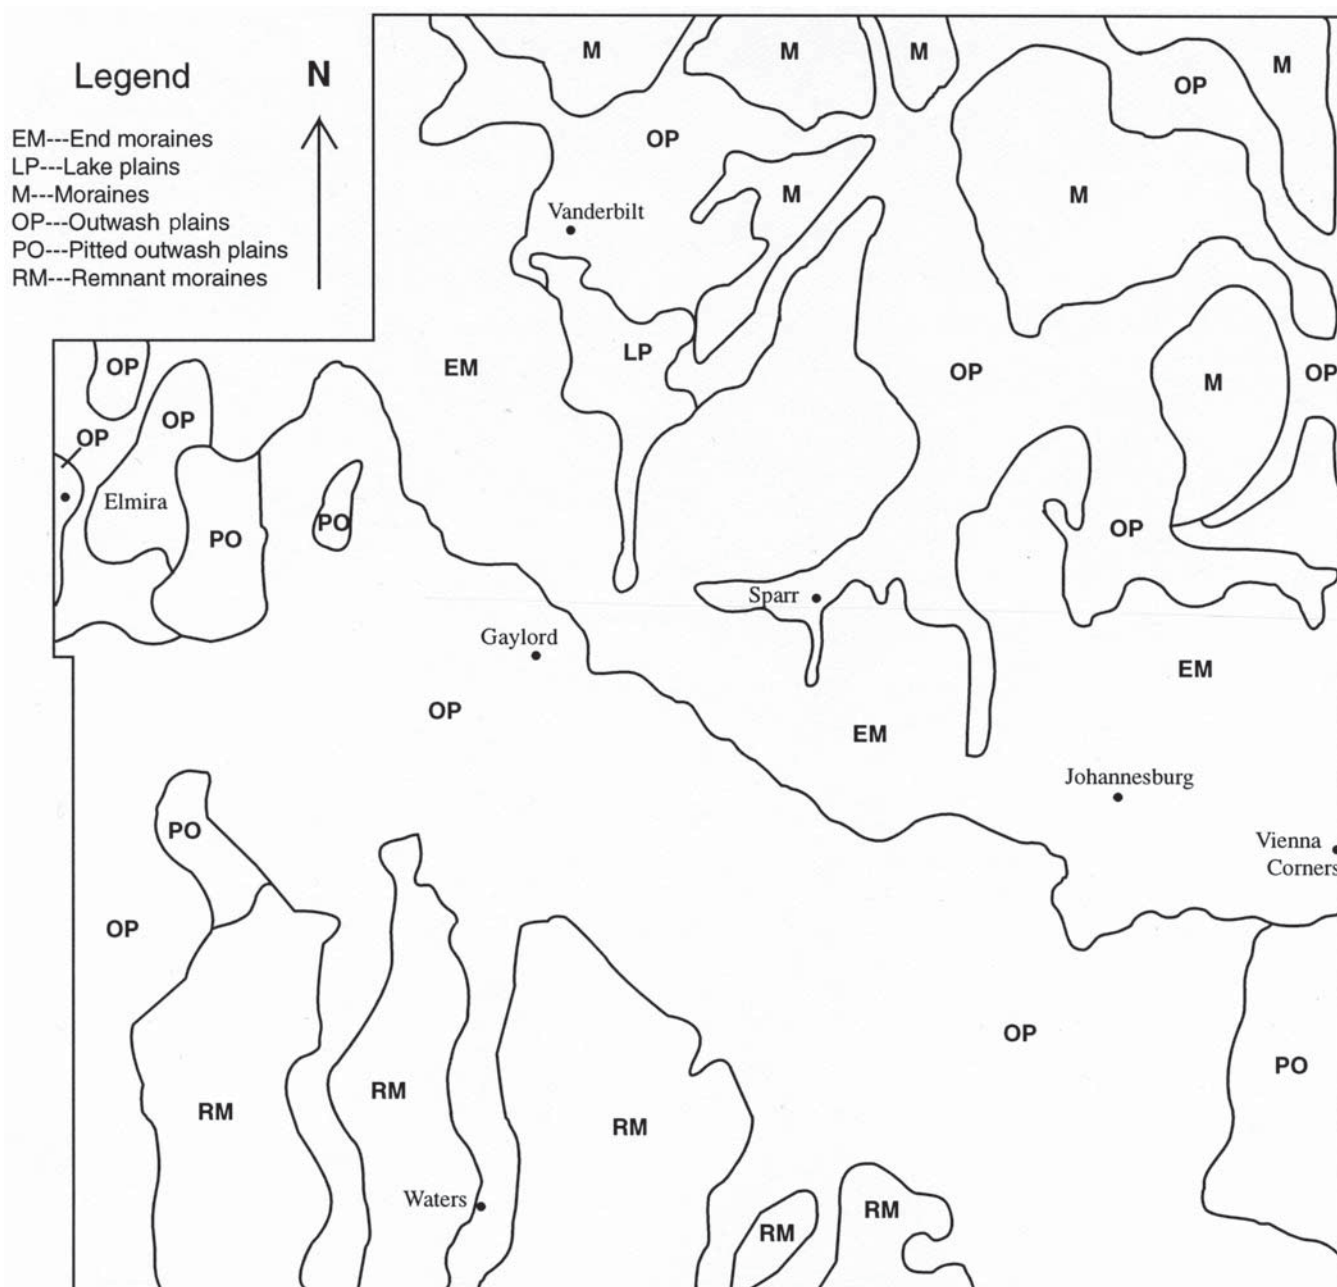 Legend
N
EM---End moraines
LP---Lake plains
M---Moraines
OP---Outwash plains
PO---Pitted outwash plains
RM---Remnant moraines
M
M
M
M
OP
OP
M
M
Vanderbilt
OP
EM
LP
OP
M
OP
OP
OP
Elmira
PO
PO
OP
Sparr
Gaylord
EM
OP
EM
Johannesburg
PO
Vienna
Corners
OP
OP
PO
RM
RM
RM
Waters
RM
RM